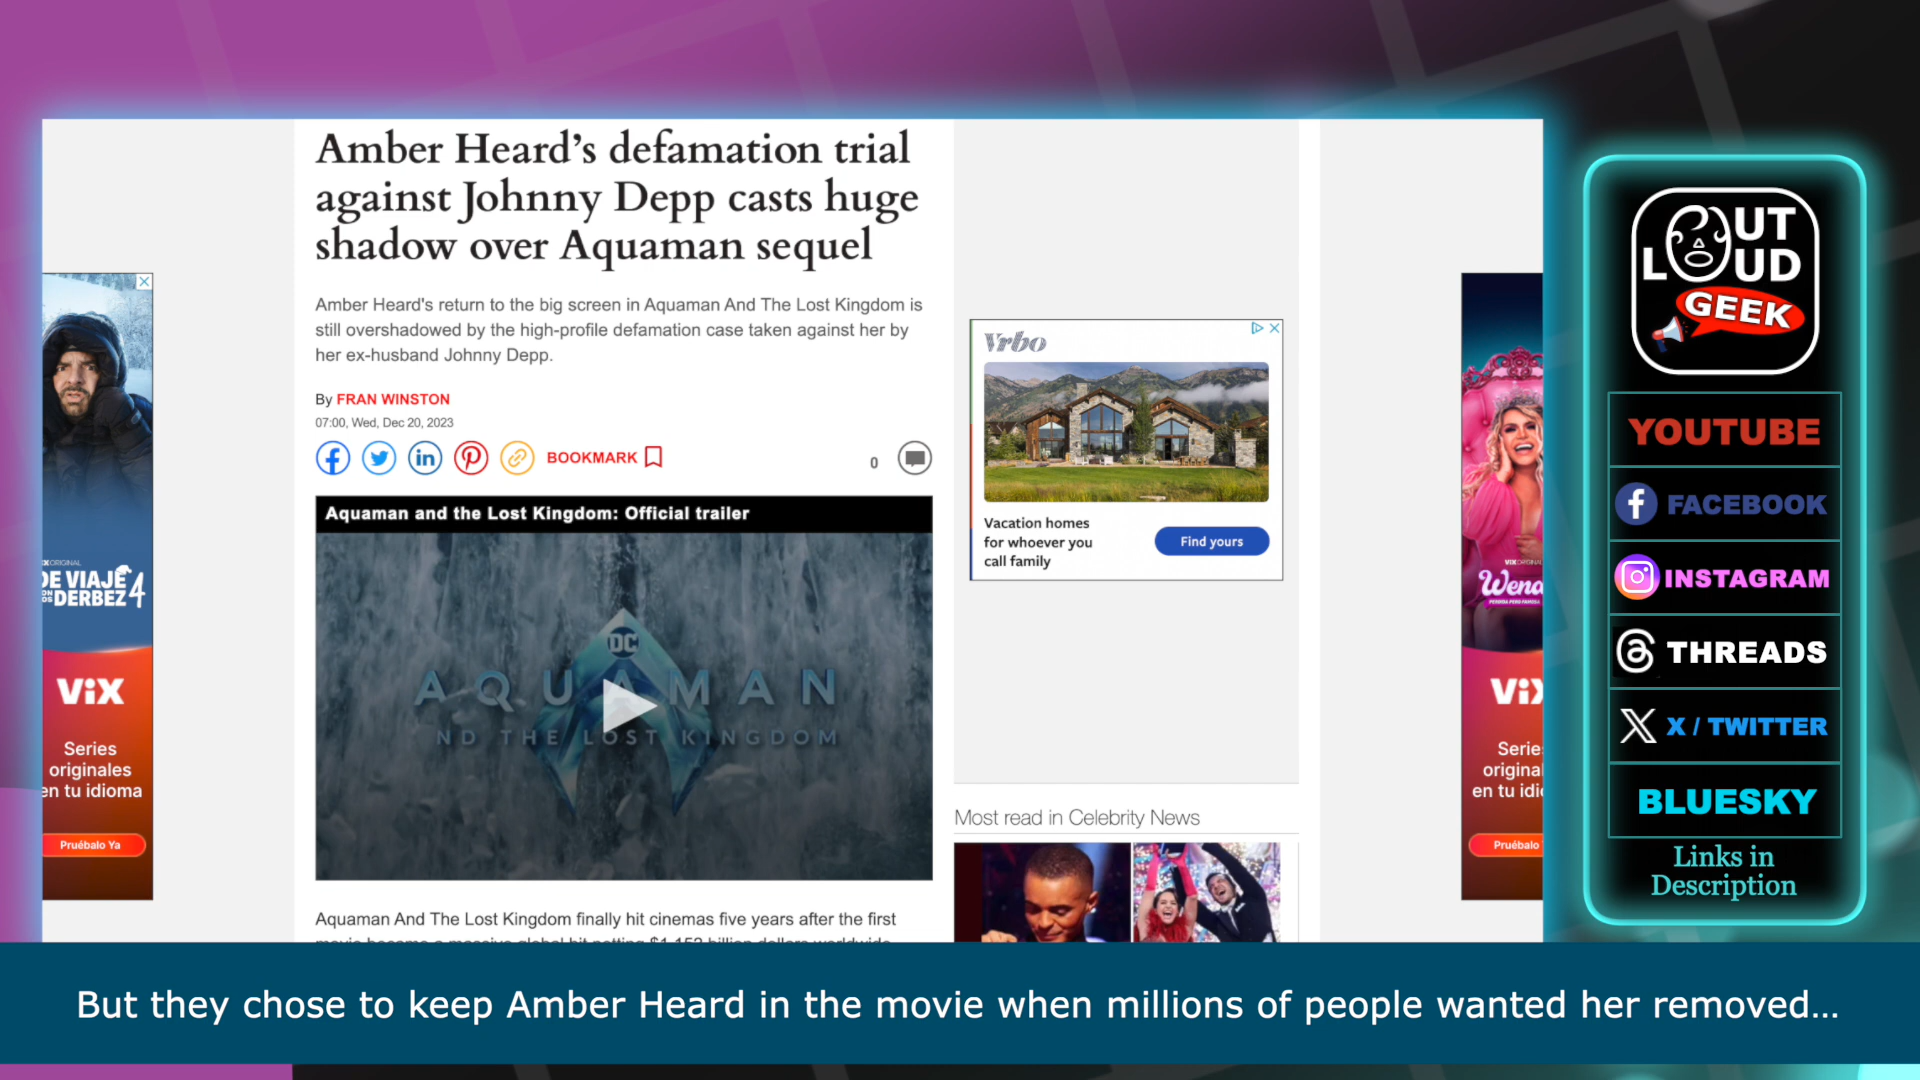 Amber Heard’s defamation trial
against Johnny Depp casts huge
shadow over Aquaman sequel
Amber Heard's return to the big screen in Aquaman And The Lost Kingdom is
still overshadowed by the high-profile defamation case taken against her by
her ex-husband Johnny Depp.
By FRAN WINSTON
07:00, Wed, Dec 20, 2023
BOOKMARK
0
Aquaman and the Lost Kingdom: Official trailer
DC
AQUAMAN
ND THE LOST KINGDOM
Aquaman And The Lost Kingdom finally hit cinemas five years after the first
Vrbo
Vacation homes
for whoever you
call family
Find yours
Most read in Celebrity News
DE VIAJE
DERBEZ 4
ViX
Series
originales
en tu idioma
Pruébalo Ya
Wend
ViX
Serie
origina
en tu idi
Pruébalo
OUT
LOUD
GEEK
YOUTUBE
FACEBOOK
INSTAGRAM
THREADS
X / TWITTER
BLUESKY
Links in
Description
But they chose to keep Amber Heard in the movie when millions of people wanted her removed...